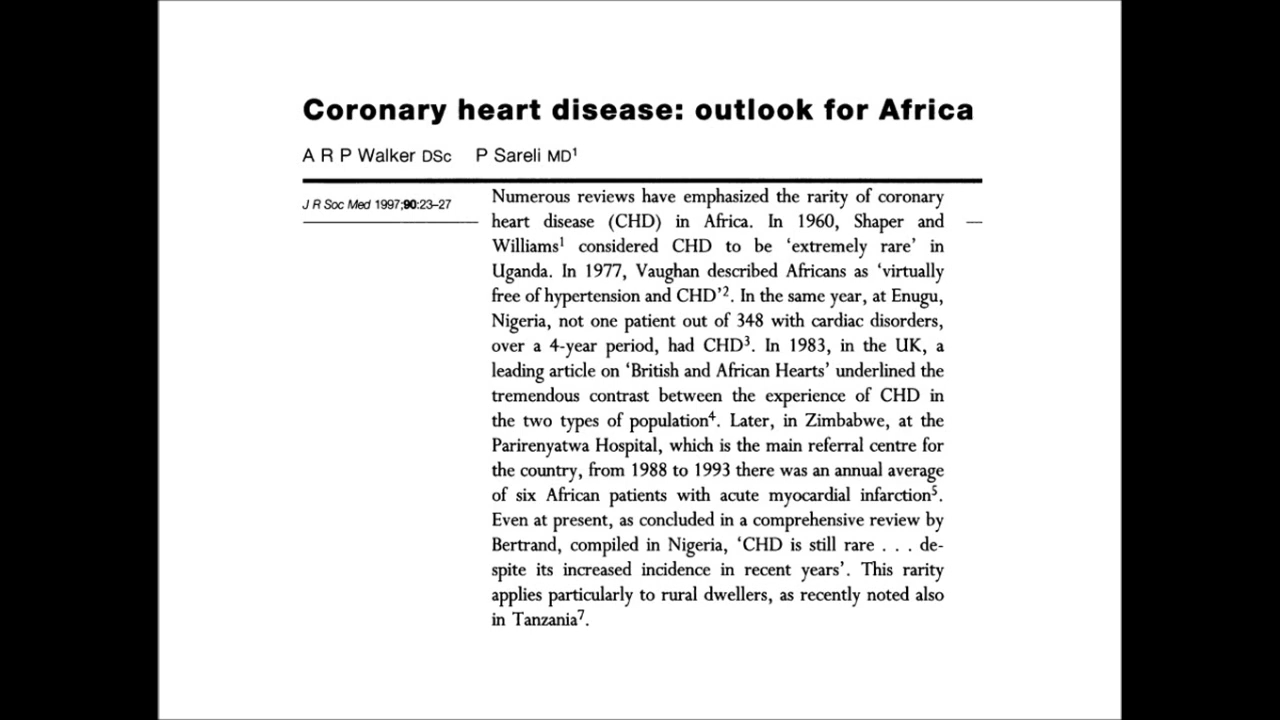 Coronary heart disease: outlook for Africa
A R P Walker DSc P Sareli MD¹
J R Soc Med 1997;90:23–27
Numerous reviews have emphasized the rarity of coronary
heart disease (CHD) in Africa. In 1960, Shaper and
Williams¹ considered CHD to be ‘extremely rare’ in
Uganda. In 1977, Vaughan described Africans as ‘virtually
free of hypertension and CHD’². In the same year, at Enugu,
Nigeria, not one patient out of 348 with cardiac disorders,
over a 4-year period, had CHD³. In 1983, in the UK, a
leading article on ‘British and African Hearts’ underlined the
tremendous contrast between the experience of CHD in
the two types of population⁴. Later, in Zimbabwe, at the
Parirenyatwa Hospital, which is the main referral centre for
the country, from 1988 to 1993 there was an annual average
of six African patients with acute myocardial infarction⁵.
Even at present, as concluded in a comprehensive review by
Bertrand, compiled in Nigeria, ‘CHD is still rare . . . de-
spite its increased incidence in recent years’. This rarity
applies particularly to rural dwellers, as recently noted also
in Tanzania⁷.